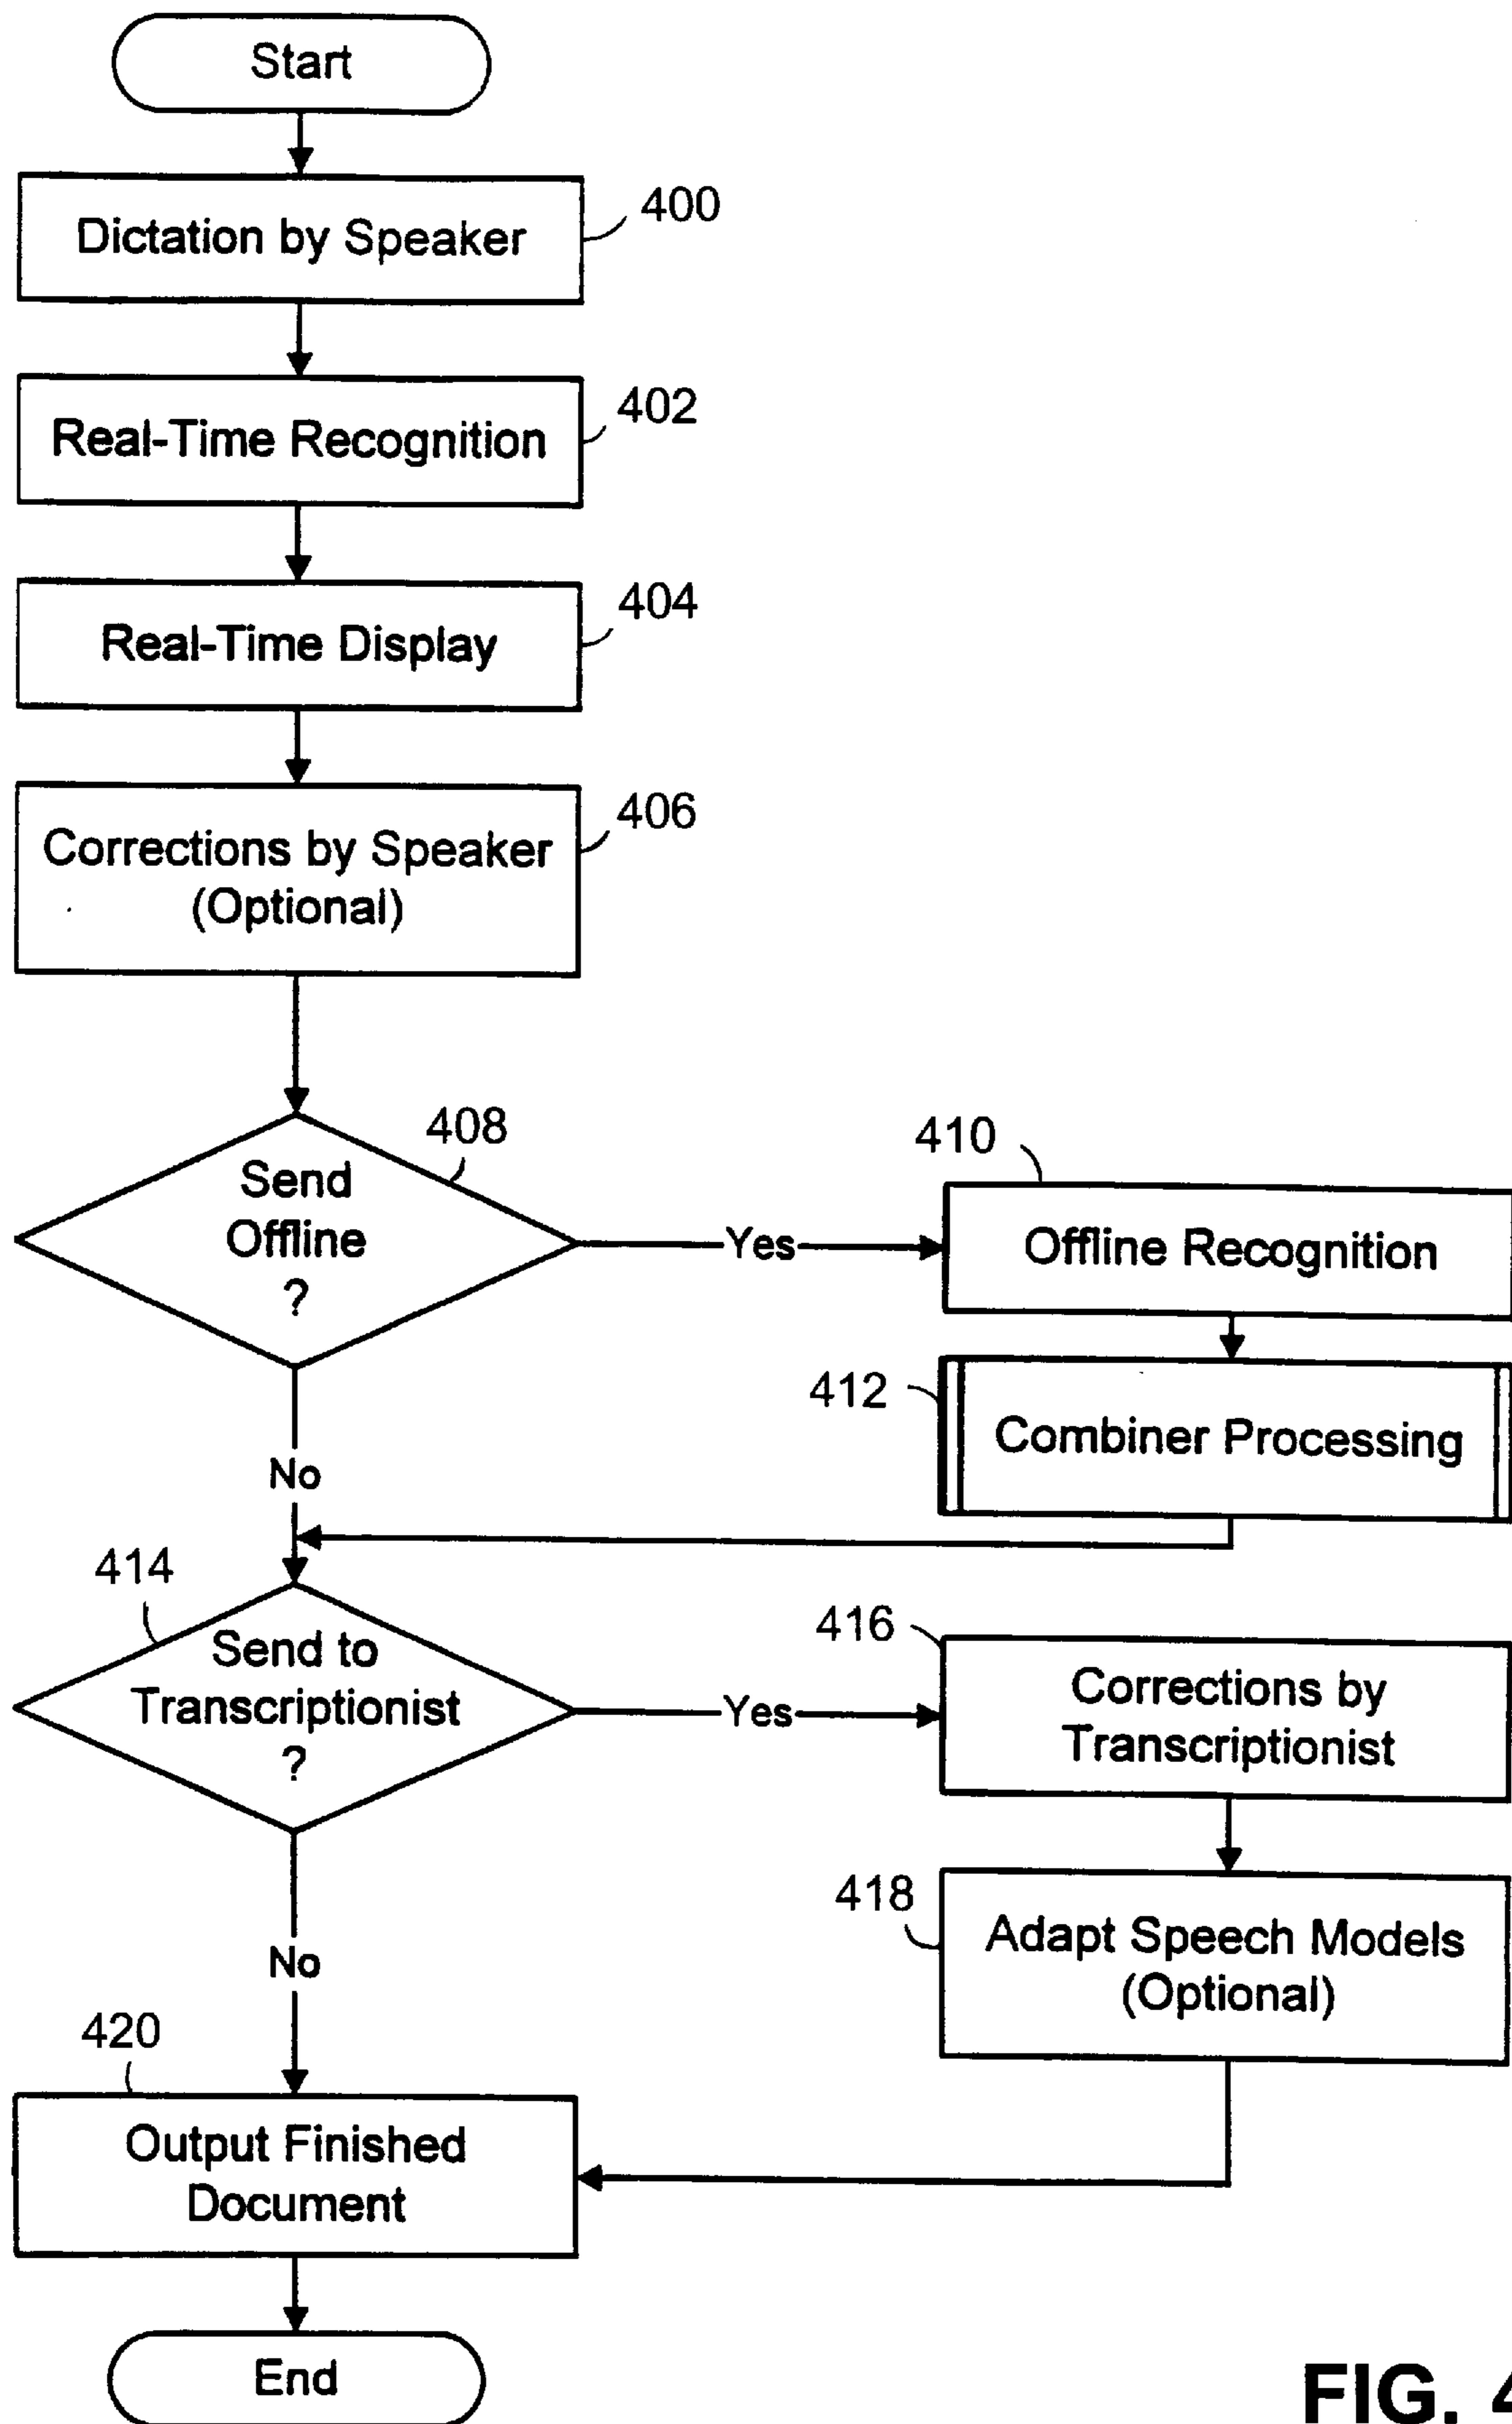 Start
Dictation by Speaker
400
Real-Time Recognition
402
Real-Time Display
404
Corrections by Speaker
(Optional)
406
Send
Offline
?
408
Yes
410
Offline Recognition
412
Combiner Processing
No
414
Send to
Transcriptionist
?
Yes
416
Corrections by
Transcriptionist
418
Adapt Speech Models
(Optional)
No
420
Output Finished
Document
End
FIG. 4